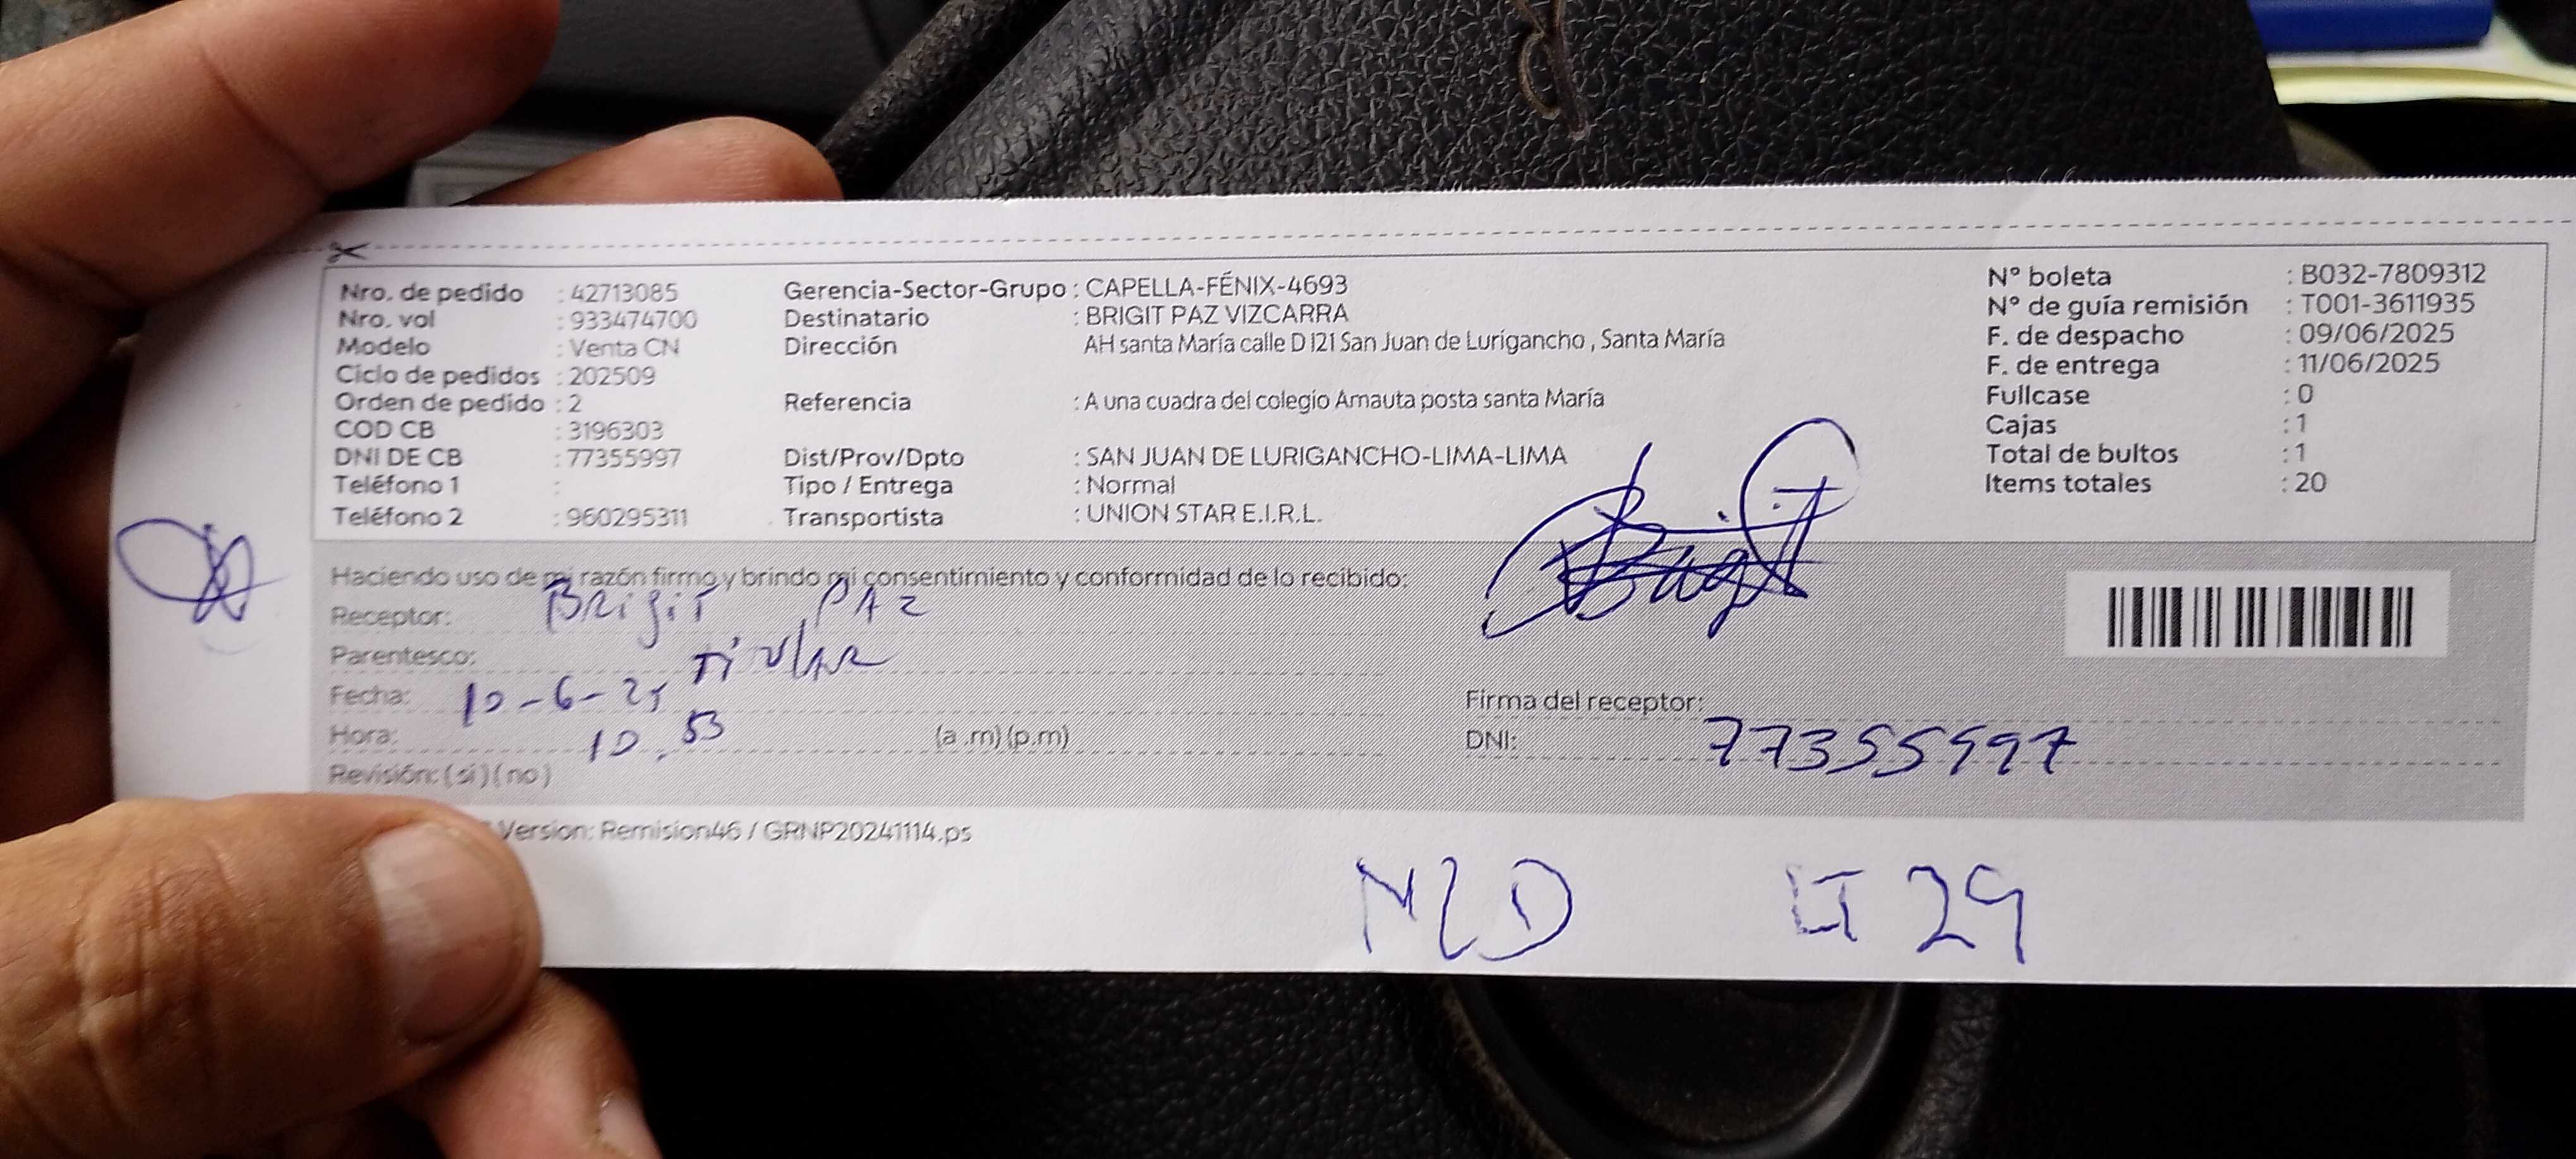 Nro. de pedido : 42713085
Nro. vol : 933474700
Modelo : Venta CN
Ciclo de pedidos : 202509
Orden de pedido : 2
COD CB : 3196303
DNI DE CB : 77355997
Teléfono 1 :
Teléfono 2 : 960295311
Gerencia-Sector-Grupo : CAPELLA-FÉNIX-4693
Destinatario : BRIGIT PAZ VIZCARRA
Dirección AH santa María calle D l21 San Juan de Lurigancho , Santa María
Referencia : A una cuadra del colegio Amauta posta santa María
Dist/Prov/Dpto : SAN JUAN DE LURIGANCHO-LIMA-LIMA
Tipo / Entrega : Normal
Transportista : UNION STAR E.I.R.L.
N° boleta : B032-7809312
N° de guía remisión : T001-3611935
F. de despacho : 09/06/2025
F. de entrega : 11/06/2025
Fullcase : 0
Cajas : 1
Total de bultos : 1
Items totales : 20
Haciendo uso de mi razón firmo y brindo mi consentimiento y conformidad de lo recibido:
Receptor: BRigiT PAZ
Parentesco: TiTulAR
Fecha: 10-6-25
Hora: 10.53 (a .m) (p.m)
Revisión: (si) (no)
Brigit
Firma del receptor:
DNI: 77355997
Version: Remision46 / GRNP20241114.ps
MZD LT 29